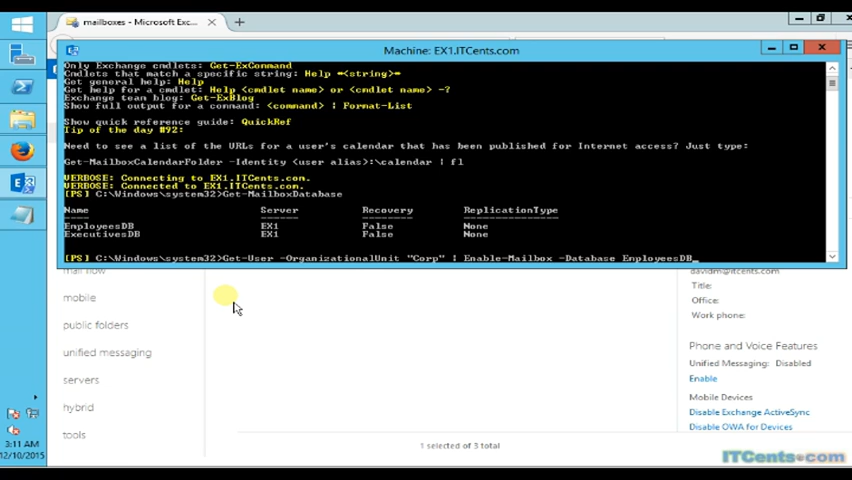 mailboxes - Microsoft Exc...
Machine: EX1.ITCents.com
Only Exchange cmdlets: Get-ExCommand
Cmdlets that match a specific string: Help *<string>*
Get general help: Help
Get help for a cmdlet: Help <cmdlet name> or <cmdlet name> -?
Exchange team blog: Get-ExBlog
Show full output for a command: <command> | Format-List
Show quick reference guide: QuickRef
Tip of the day #92:
Need to see a list of the URLs for a user's calendar that has been published for Internet access? Just type:
Get-MailboxCalendarFolder -Identity <user alias>:\calendar | fl
VERBOSE: Connecting to EX1.ITCents.com.
VERBOSE: Connected to EX1.ITCents.com.
[PS] C:\Windows\system32>Get-MailboxDatabase
Name Server Recovery ReplicationType
---- ------ -------- ---------------
EmployeesDB EX1 False None
ExecutivesDB EX1 False None
[PS] C:\Windows\system32>Get-User -OrganizationalUnit "Corp" | Enable-Mailbox -Database EmployeesDB_
mail flow
mobile
public folders
unified messaging
servers
hybrid
tools
davidm@itcents.com
Title:
Office:
Work phone:
Phone and Voice Features
Unified Messaging: Disabled
Enable
Mobile Devices
Disable Exchange ActiveSync
Disable OWA for Devices
1 selected of 3 total
3:11 AM
12/10/2015
ITCents.com